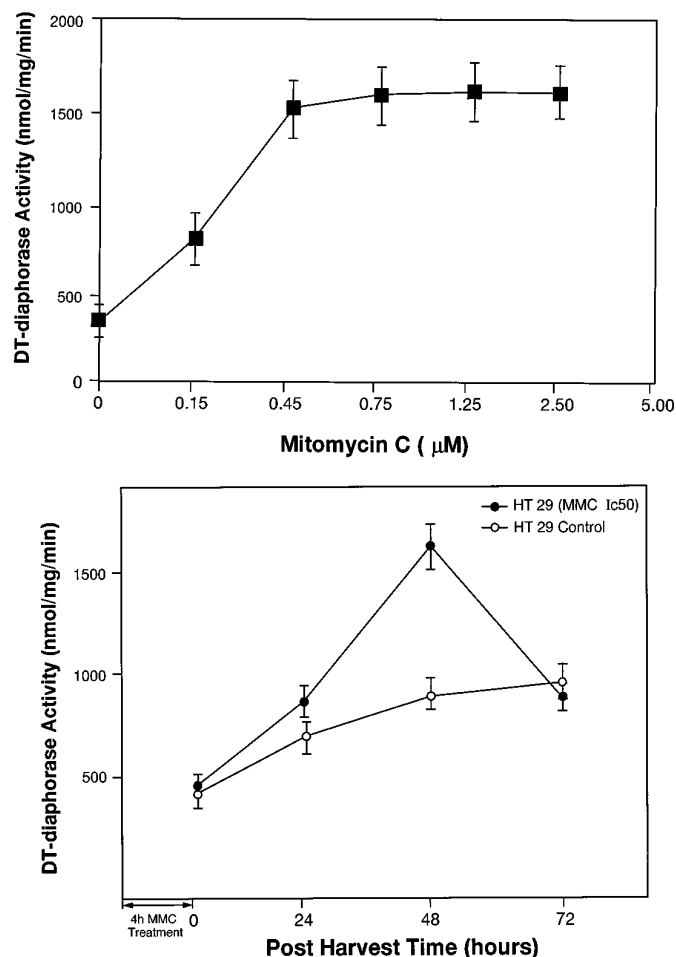 2000
1500
1000
500
0
DT-diaphorase Activity (nmol/mg/min)
0 0.15 0.45 0.75 1.25 2.50 5.00
Mitomycin C ( μM)
HT 29 (MMC Ic50)
HT 29 Control
1500
1000
500
DT-diaphorase Activity (nmol/mg/min)
4h MMC
Treatment
0 24 48 72
Post Harvest Time (hours)